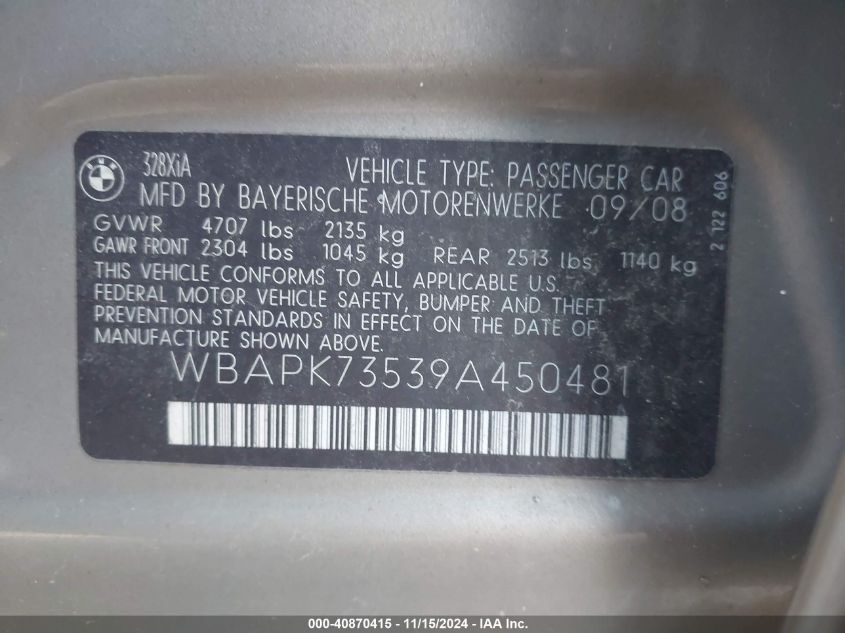 BMW
328XiA
VEHICLE TYPE: PASSENGER CAR
MFD BY BAYERISCHE MOTORENWERKE 09/08
GVWR 4707 lbs 2135 kg
GAWR FRONT 2304 lbs 1045 kg REAR 2513 lbs 1140 kg
THIS VEHICLE CONFORMS TO ALL APPLICABLE U.S.
FEDERAL MOTOR VEHICLE SAFETY, BUMPER AND THEFT
PREVENTION STANDARDS IN EFFECT ON THE DATE OF
MANUFACTURE SHOWN ABOVE.
WBAPK73539A450481
2 122 606
000-40870415 - 11/15/2024 - IAAI.com